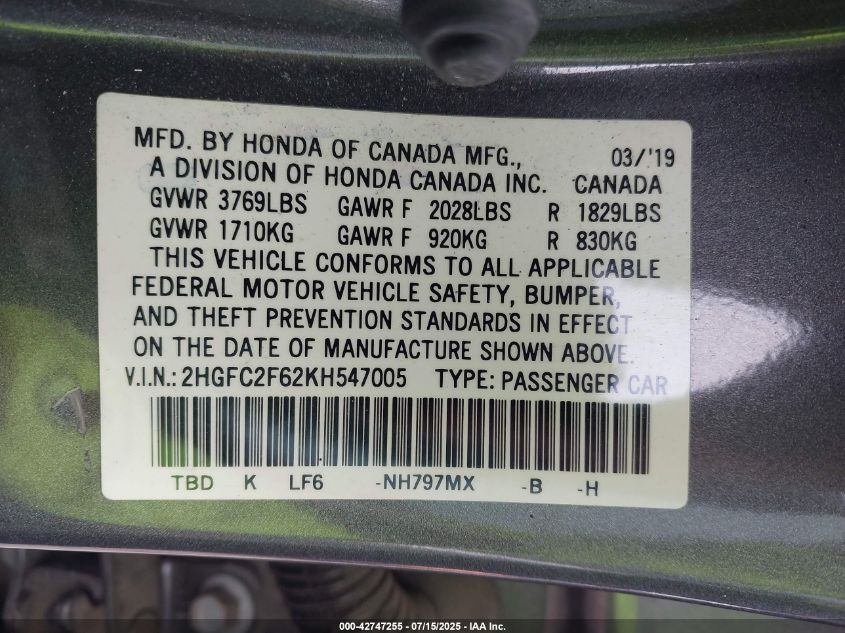 MFD. BY HONDA OF CANADA MFG., 03/'19
A DIVISION OF HONDA CANADA INC. CANADA
GVWR 3769LBS GAWR F 2028LBS R 1829LBS
GVWR 1710KG GAWR F 920KG R 830KG
THIS VEHICLE CONFORMS TO ALL APPLICABLE
FEDERAL MOTOR VEHICLE SAFETY, BUMPER,
AND THEFT PREVENTION STANDARDS IN EFFECT
ON THE DATE OF MANUFACTURE SHOWN ABOVE.
V.I.N.: 2HGFC2F62KH547005 TYPE: PASSENGER CAR
TBD K LF6 -NH797MX -B -H
000-42747255 - 07/15/2025 - IAA Inc.